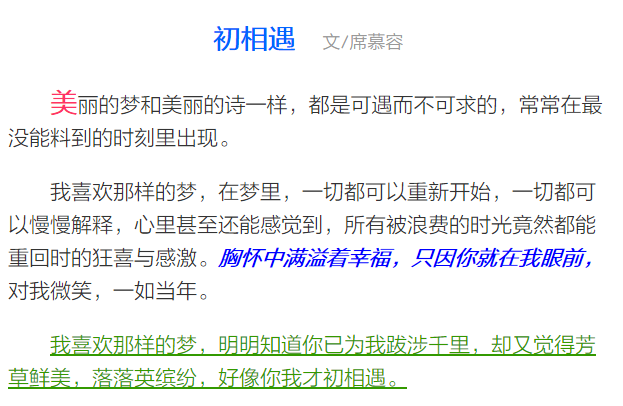 初相遇 文/席慕容
美丽的梦和美丽的诗一样，都是可遇而不可求的，常常在最
没能料到的时刻里出现。
我喜欢那样的梦，在梦里，一切都可以重新开始，一切都可
以慢慢解释，心里甚至还能感觉到，所有被浪费的时光竟然都能
重回时的狂喜与感激。胸怀中满溢着幸福，只因你就在我眼前，
对我微笑，一如当年。
我喜欢那样的梦，明明知道你已为我跋涉千里，却又觉得芳
草鲜美，落落英缤纷，好像你我才初相遇。